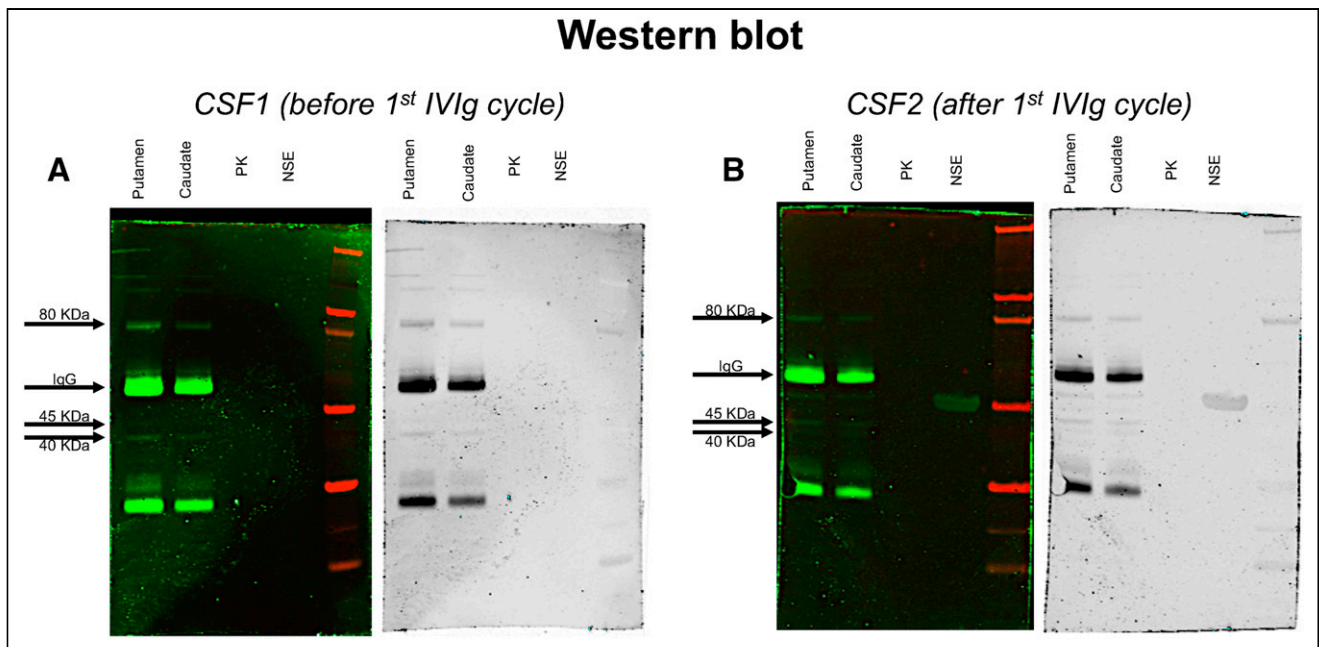 Western blot
CSF1 (before 1st IVIg cycle)
CSF2 (after 1st IVIg cycle)
A
Putamen
Caudate
PK
NSE
Putamen
Caudate
PK
NSE
B
Putamen
Caudate
PK
NSE
Putamen
Caudate
PK
NSE
80 KDa
IgG
45 KDa
40 KDa
80 KDa
IgG
45 KDa
40 KDa